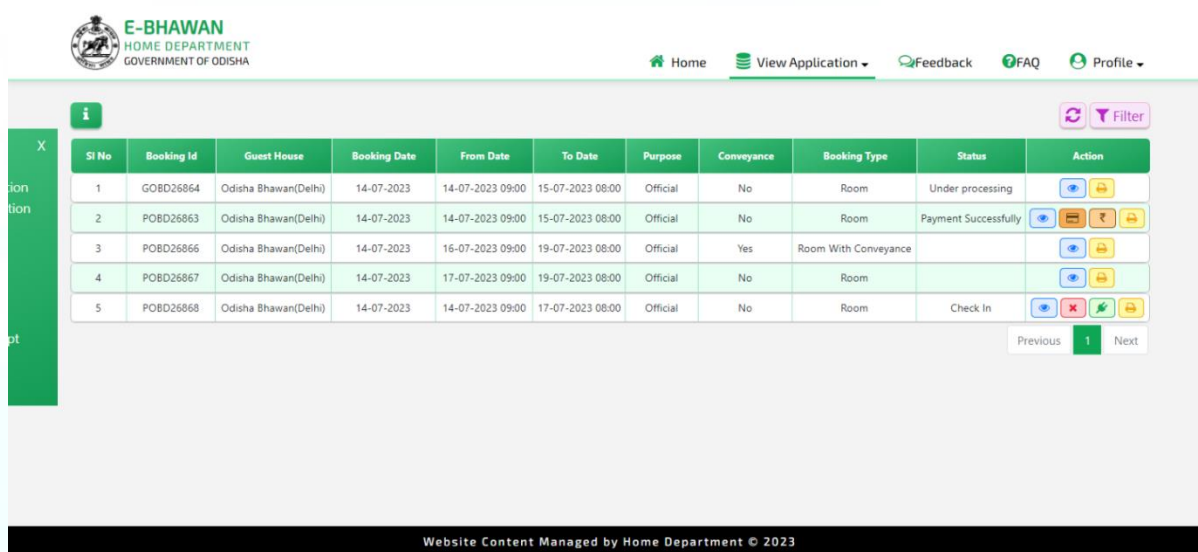 E-BHAWAN
HOME DEPARTMENT
GOVERNMENT OF ODISHA
Home View Application Feedback FAQ Profile
i Filter
X
tion
tion
pt
Sl No Booking Id Guest House Booking Date From Date To Date Purpose Conveyance Booking Type Status Action
1 GOBD26864 Odisha Bhawan(Delhi) 14-07-2023 14-07-2023 09:00 15-07-2023 08:00 Official No Room Under processing
2 POBD26863 Odisha Bhawan(Delhi) 14-07-2023 14-07-2023 09:00 15-07-2023 08:00 Official No Room Payment Successfully ₹
3 POBD26866 Odisha Bhawan(Delhi) 14-07-2023 16-07-2023 09:00 19-07-2023 08:00 Official Yes Room With Conveyance
4 POBD26867 Odisha Bhawan(Delhi) 14-07-2023 17-07-2023 09:00 19-07-2023 08:00 Official No Room
5 POBD26868 Odisha Bhawan(Delhi) 14-07-2023 14-07-2023 09:00 17-07-2023 08:00 Official No Room Check In
Previous 1 Next
Website Content Managed by Home Department © 2023